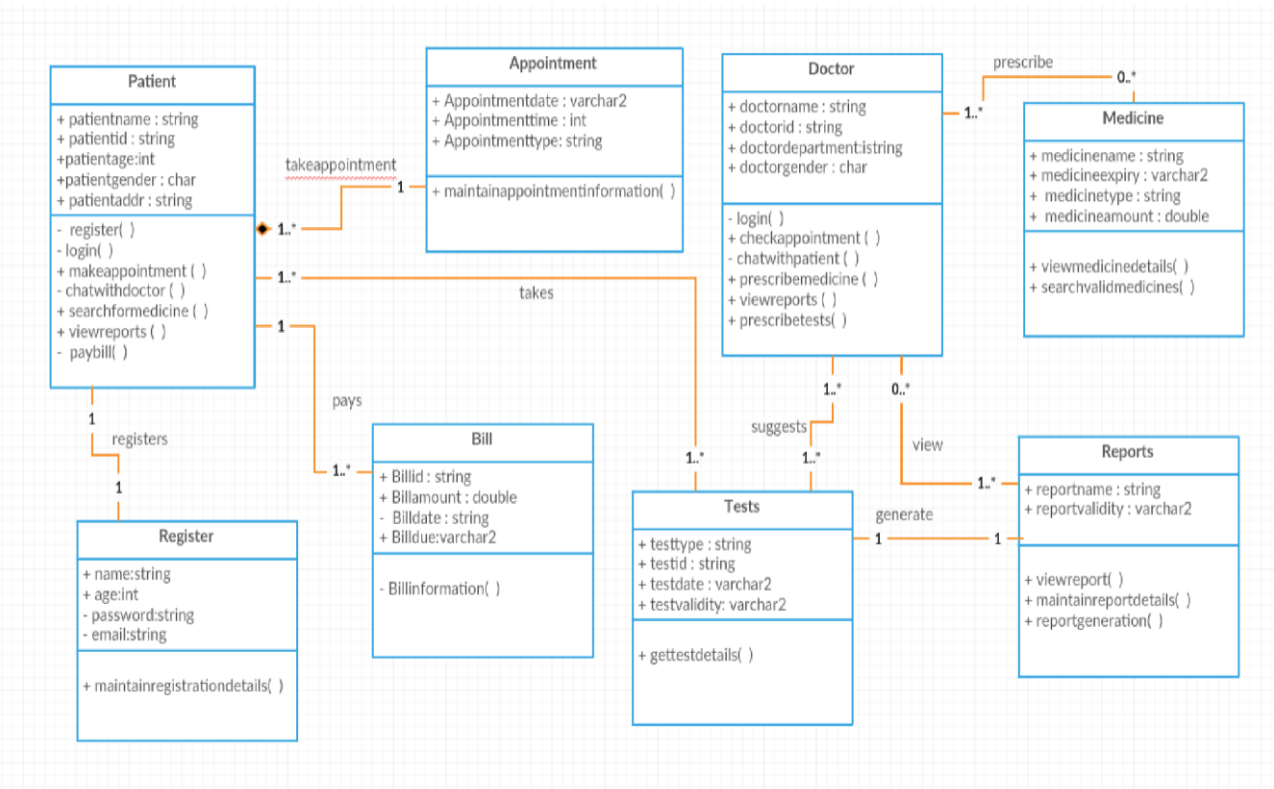 Patient
+ patientname : string
+ patientid : string
+patientage:int
+patientgender : char
+ patientaddr : string
- register( )
- login( )
+ makeappointment ( )
- chatwithdoctor ( )
+ searchformedicine ( )
+ viewreports ( )
- paybill( )
takeappointment
1..*
1
Appointment
+ Appointmentdate : varchar2
+ Appointmenttime : int
+ Appointmenttype: string
+ maintainappointmentinformation( )
Doctor
+ doctorname : string
+ doctorid : string
+ doctordepartment:istring
+ doctorgender : char
- login( )
+ checkappointment ( )
- chatwithpatient ( )
+ prescribemedicine ( )
+ viewreports ( )
+ prescribetests( )
prescribe
1..*
0..*
Medicine
+ medicinename : string
+ medicineexpiry : varchar2
+ medicinetype : string
+ medicineamount : double
+ viewmedicinedetails( )
+ searchvalidmedicines( )
1..*
takes
1..*
1
pays
1..*
1
registers
1
1..*
suggests
1..*
0..*
view
1..*
Register
+ name:string
+ age:int
- password:string
- email:string
+ maintainregistrationdetails( )
Bill
+ Billid : string
+ Billamount : double
- Billdate : string
+ Billdue:varchar2
- Billinformation( )
Tests
+ testtype : string
+ testid : string
+ testdate : varchar2
+ testvalidity: varchar2
+ gettestdetails( )
generate
1
1
Reports
+ reportname : string
+ reportvalidity : varchar2
+ viewreport( )
+ maintainreportdetails( )
+ reportgeneration( )